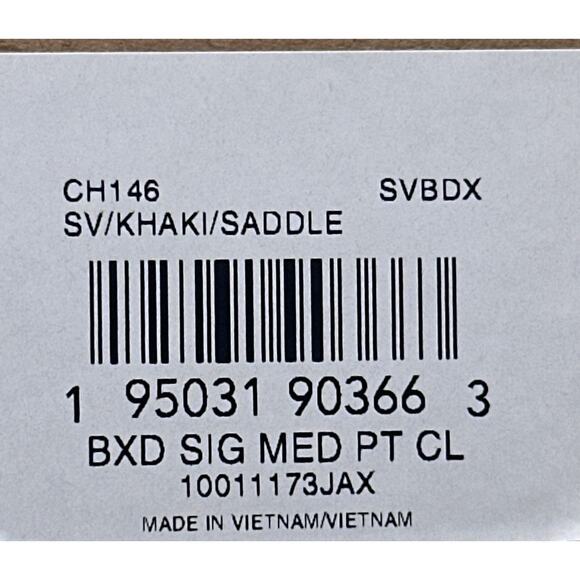 CH146 SVBDX
SV/KHAKI/SADDLE
1 95031 90366 3
BXD SIG MED PT CL
10011173JAX
MADE IN VIETNAM/VIETNAM